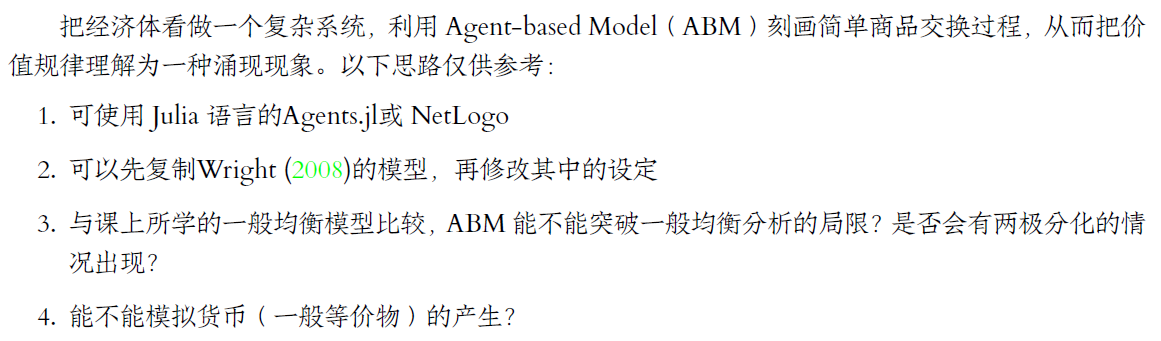 把经济体看做一个复杂系统，利用 Agent-based Model（ABM）刻画简单商品交换过程，从而把价
值规律理解为一种涌现现象。以下思路仅供参考：
1. 可使用 Julia 语言的Agents.jl或 NetLogo
2. 可以先复制Wright (2008)的模型，再修改其中的设定
3. 与课上所学的一般均衡模型比较，ABM 能不能突破一般均衡分析的局限？是否会有两极分化的情
况出现？
4. 能不能模拟货币（一般等价物）的产生？